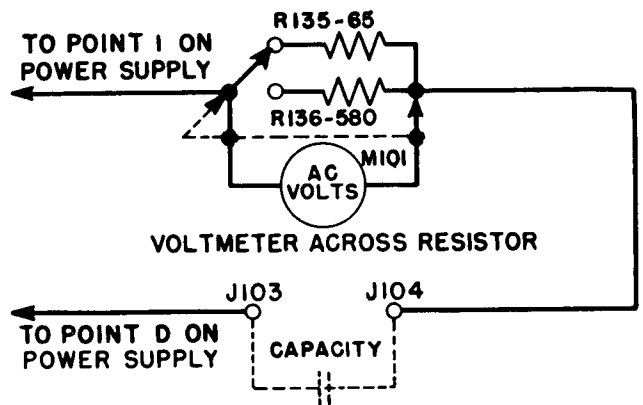 R135-65
TO POINT I ON
POWER SUPPLY
R136-580
M101
AC
VOLTS
VOLTMETER ACROSS RESISTOR
J103
J104
TO POINT D ON
POWER SUPPLY
CAPACITY